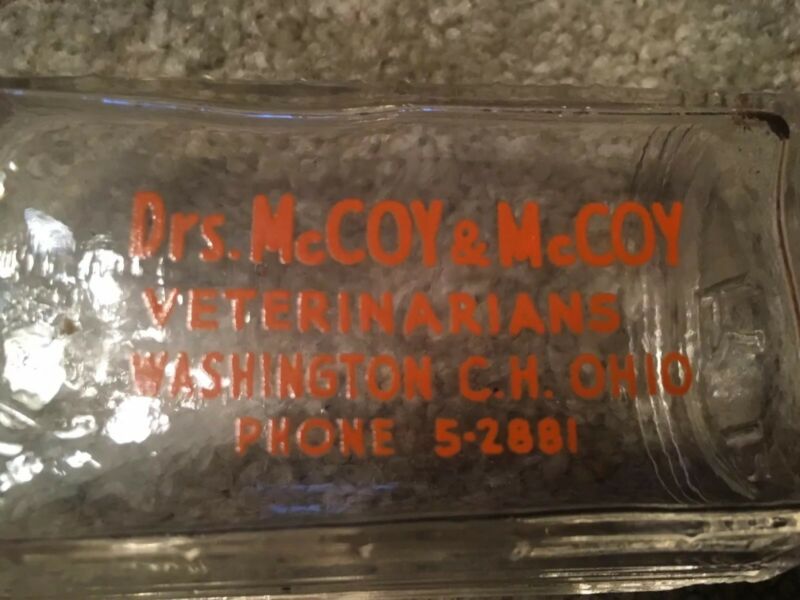 Drs. McCOY & McCOY
VETERINARIANS
WASHINGTON C.H. OHIO
PHONE 5-2881